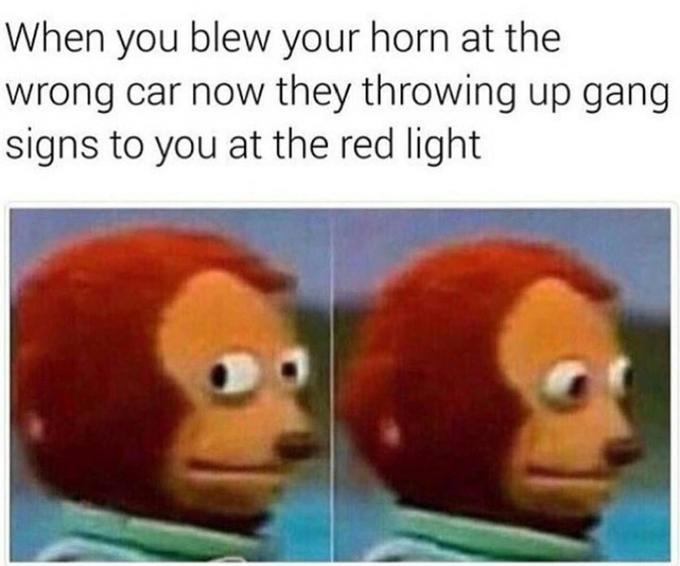 When you blew your horn at the
wrong car now they throwing up gang
signs to you at the red light